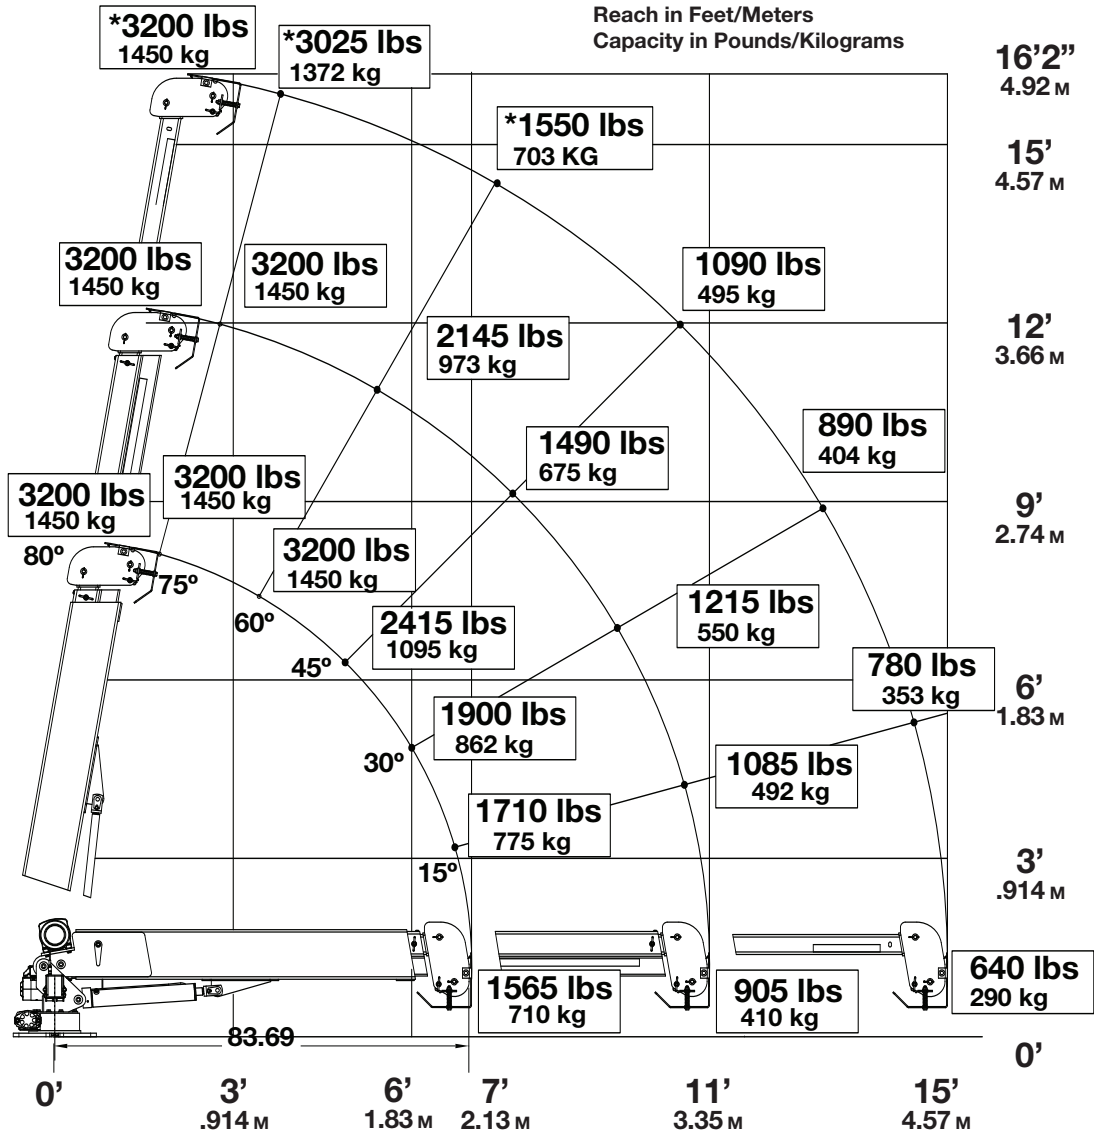 Reach in Feet/Meters
Capacity in Pounds/Kilograms
*3200 lbs
1450 kg
*3025 lbs
1372 kg
16’2”
4.92 M
*1550 lbs
703 KG
15’
4.57 M
3200 lbs
1450 kg
3200 lbs
1450 kg
1090 lbs
495 kg
2145 lbs
973 kg
12’
3.66 M
1490 lbs
675 kg
890 lbs
404 kg
3200 lbs
1450 kg
3200 lbs
1450 kg
9’
2.74 M
80º
75º
3200 lbs
1450 kg
60º
2415 lbs
1095 kg
45º
1215 lbs
550 kg
780 lbs
353 kg
6’
1.83 M
1900 lbs
862 kg
30º
1085 lbs
492 kg
1710 lbs
775 kg
15º
3’
.914 M
1565 lbs
710 kg
905 lbs
410 kg
640 lbs
290 kg
83.69
0’
0’
3’
.914 M
6’
1.83 M
7’
2.13 M
11’
3.35 M
15’
4.57 M